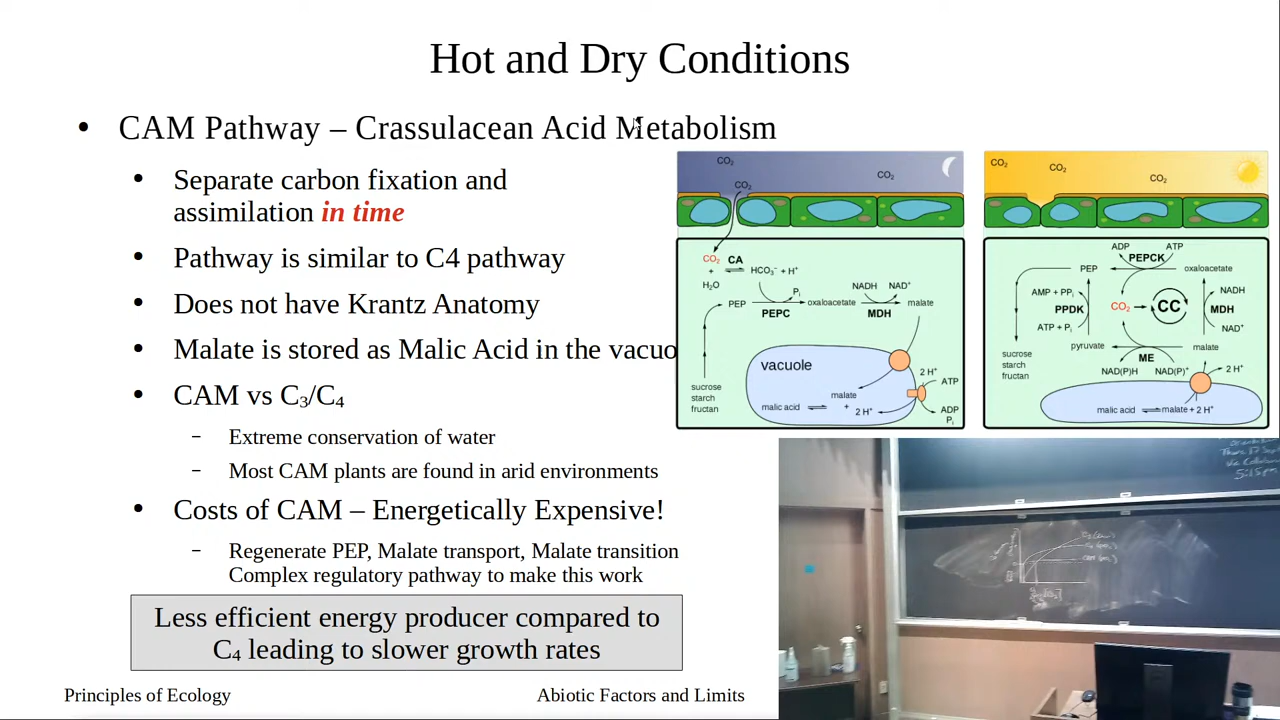 Hot and Dry Conditions
• CAM Pathway – Crassulacean Acid Metabolism
• Separate carbon fixation and
assimilation in time
• Pathway is similar to C4 pathway
• Does not have Krantz Anatomy
• Malate is stored as Malic Acid in the vacuo
• CAM vs C₃/C₄
– Extreme conservation of water
– Most CAM plants are found in arid environments
• Costs of CAM – Energetically Expensive!
– Regenerate PEP, Malate transport, Malate transition
Complex regulatory pathway to make this work
Less efficient energy producer compared to
C₄ leading to slower growth rates
Principles of Ecology
Abiotic Factors and Limits
CO₂
CO₂
CO₂
CO₂ CA
+ ⇌ HCO₃⁻ + H⁺
H₂O
PEP
Pᵢ
PEPC
oxaloacetate
NADH NAD⁺
MDH
malate
vacuole
2 H⁺
ATP
ADP
Pᵢ
malate
malic acid ⇌ + 2 H⁺
sucrose
starch
fructan
CO₂
CO₂
CO₂
ADP ATP
PEPCK
PEP
oxaloacetate
AMP + PPᵢ
PPDK
ATP + Pᵢ
CO₂
CC
NADH
MDH
NAD⁺
pyruvate
malate
ME
NAD(P)H NAD(P)⁺
sucrose
starch
fructan
2 H⁺
malic acid ⇌ malate + 2 H⁺
5:15pm